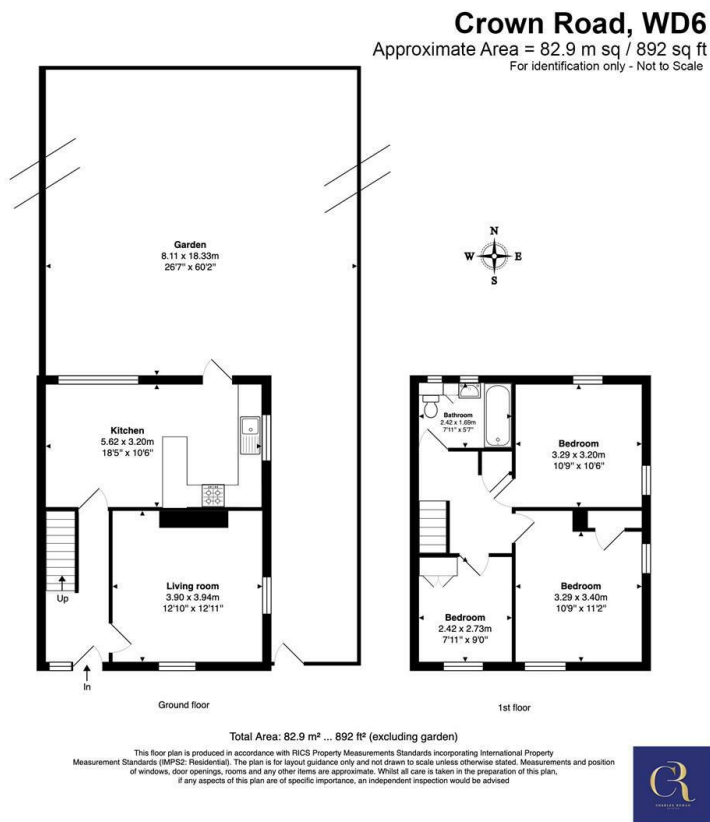 Crown Road, WD6
Approximate Area = 82.9 m sq / 892 sq ft
For identification only - Not to Scale
Garden
8.11 x 18.33m
26'7" x 60'2"
N
W E
S
Kitchen
5.62 x 3.20m
18'5" x 10'6"
Bathroom
2.42 x 1.69m
7'11" x 5'7"
Bedroom
3.29 x 3.20m
10'9" x 10'6"
Living room
3.90 x 3.94m
12'10" x 12'11"
Up
In
Bedroom
3.29 x 3.40m
10'9" x 11'2"
Bedroom
2.42 x 2.73m
7'11" x 9'0"
Ground floor
1st floor
Total Area: 82.9 m² ... 892 ft² (excluding garden)
This floor plan is produced in accordance with RICS Property Measurements Standards incorporating International Property
Measurement Standards (IMPS2: Residential). The plan is for layout guidance only and not drawn to scale unless otherwise stated. Measurements and position
of windows, door openings, rooms and any other items are approximate. Whilst all care is taken in the preparation of this plan,
if any aspects of this plan are of specific importance, an independent inspection would be advised
CR